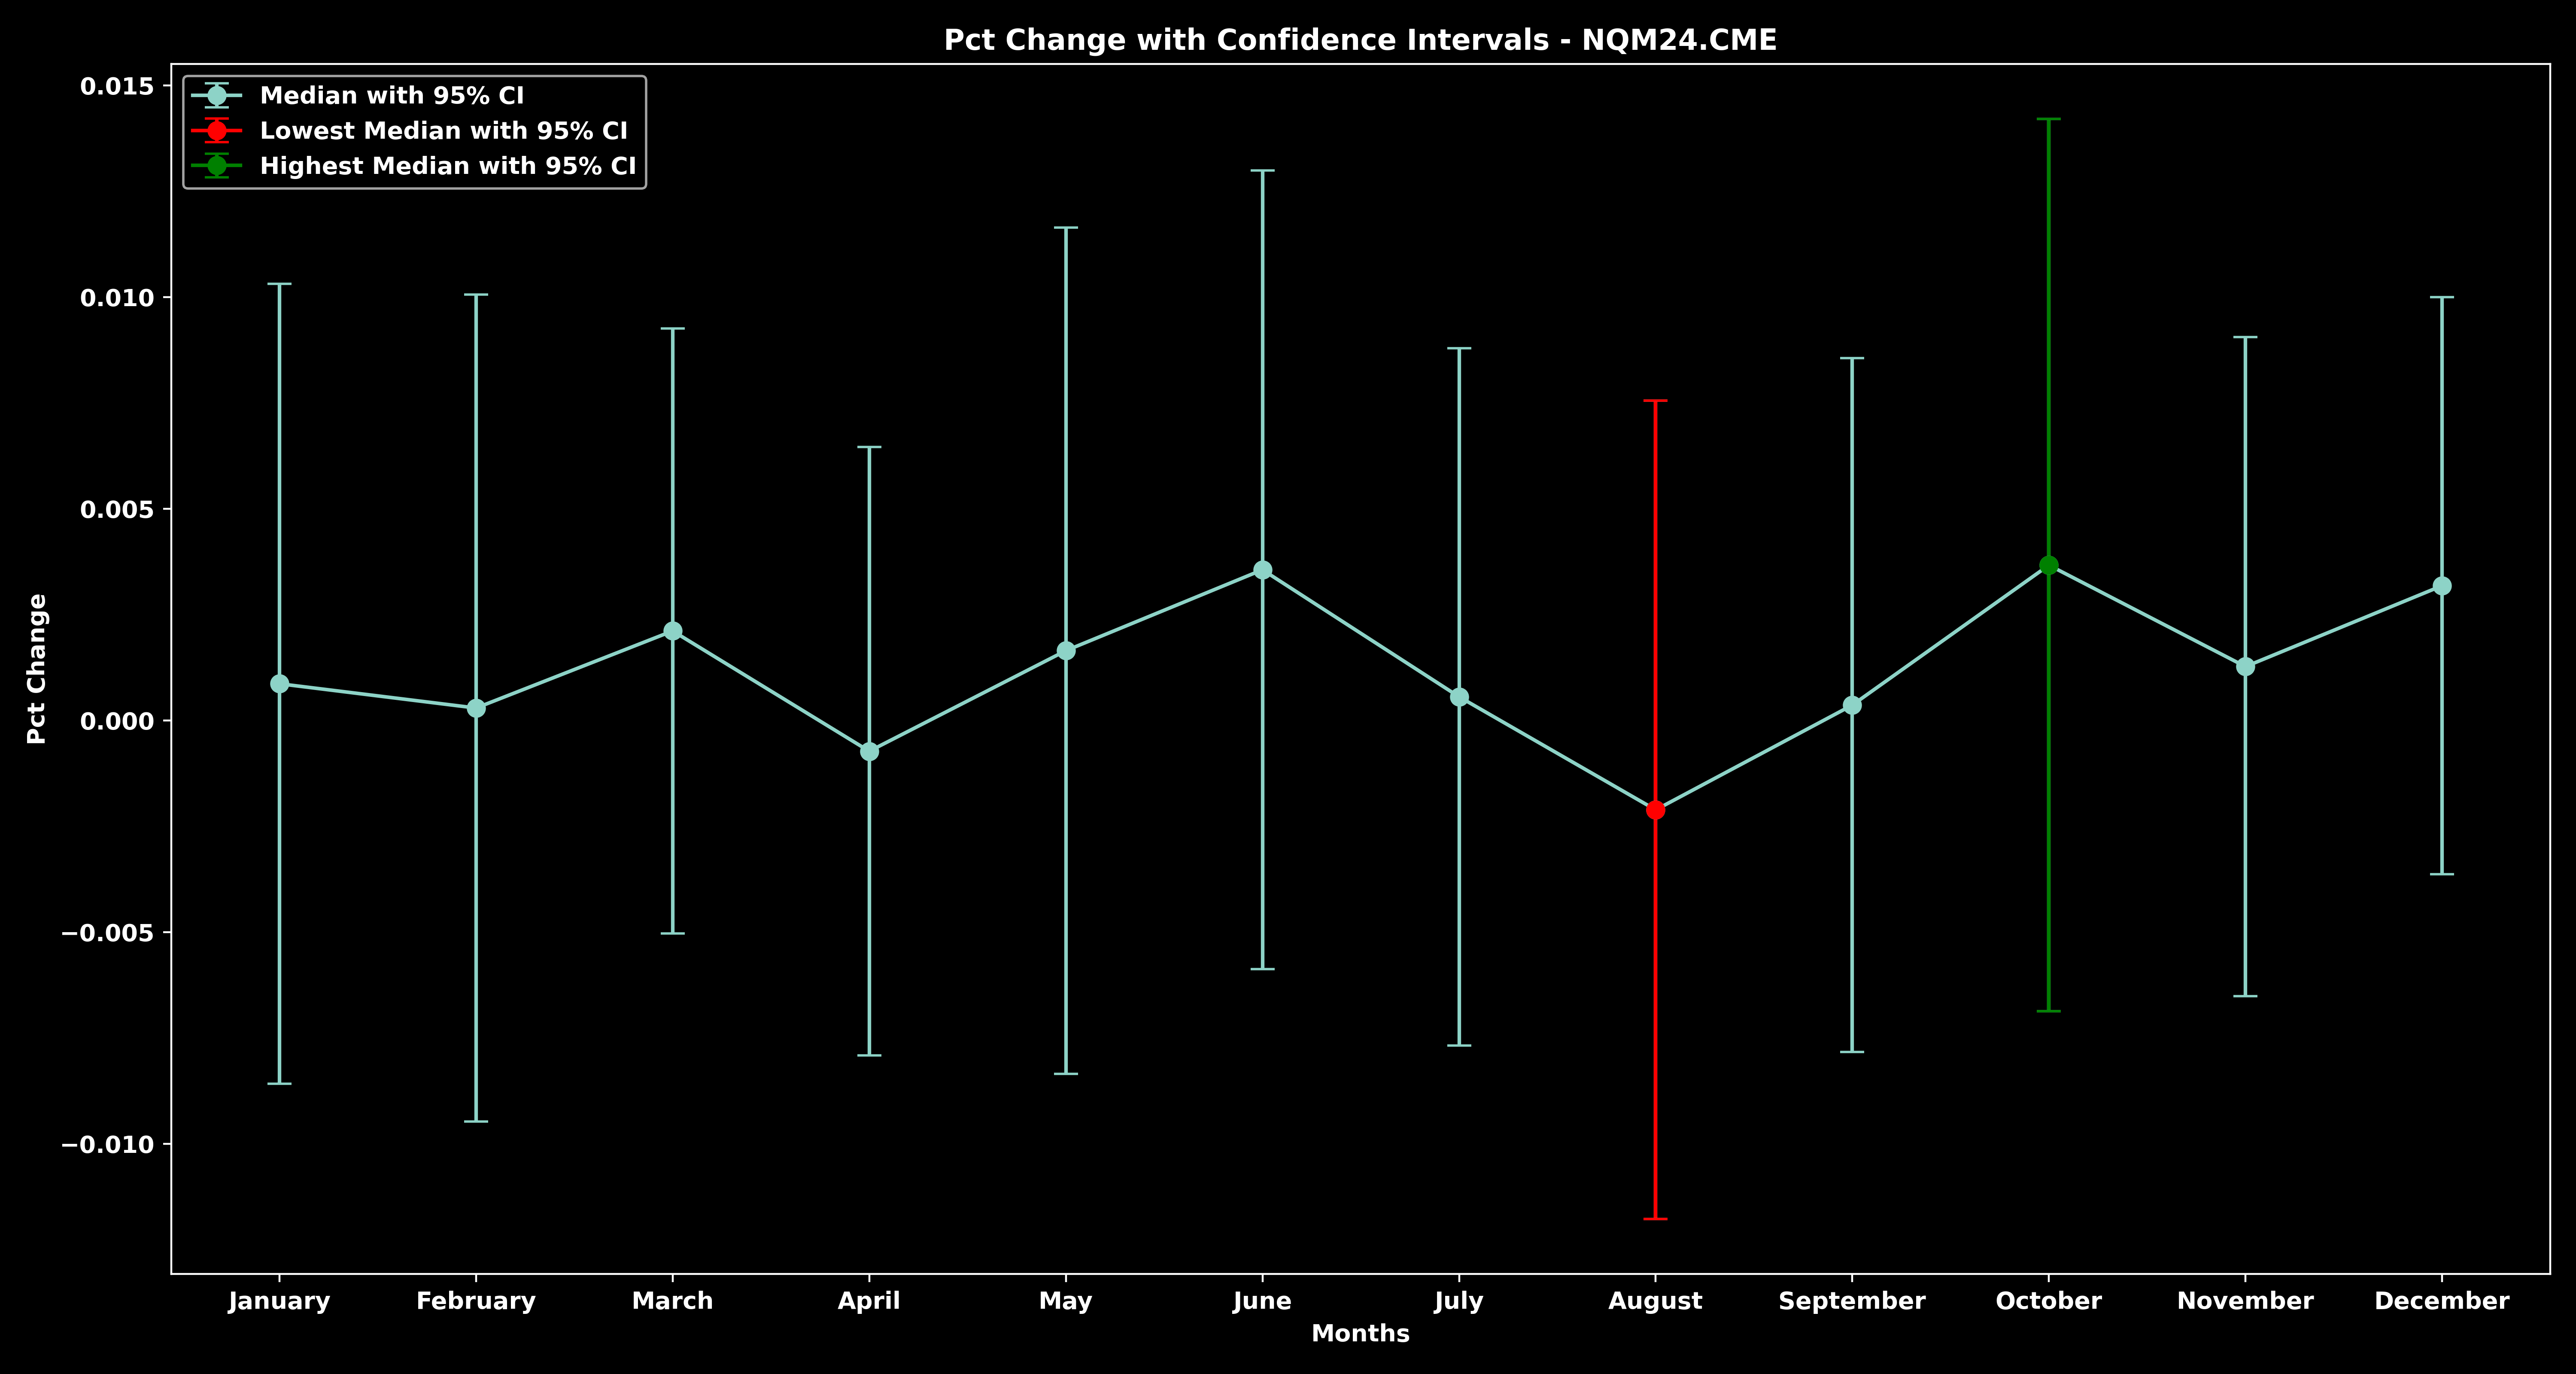 Pct Change with Confidence Intervals - NQM24.CME
Median with 95% CI
Lowest Median with 95% CI
Highest Median with 95% CI
Pct Change
0.015
0.010
0.005
0.000
−0.005
−0.010
January February March April May June July August September October November December
Months